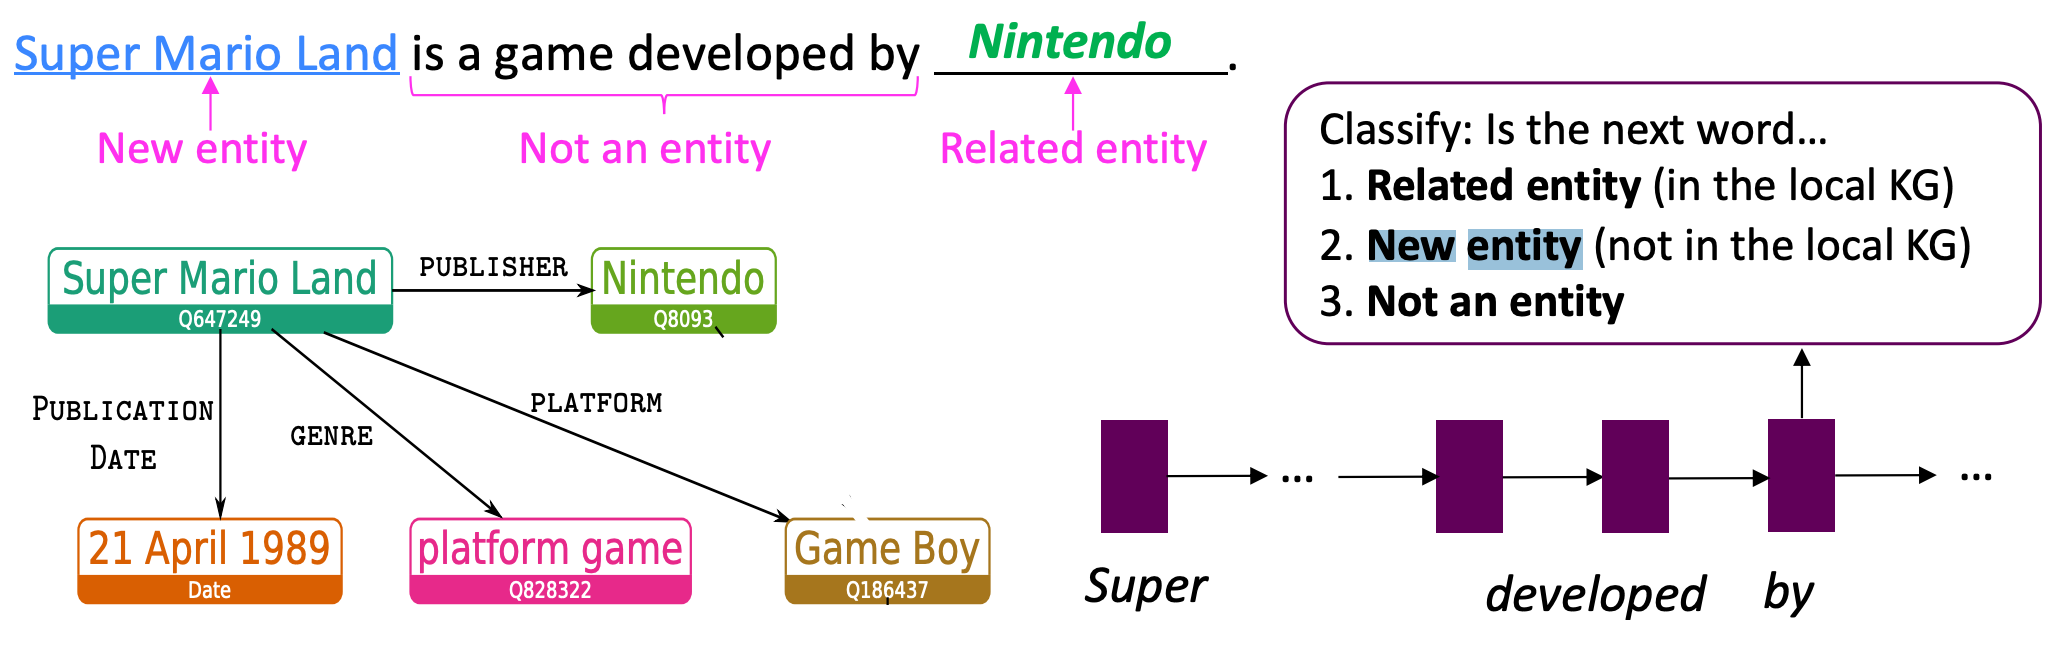 Super Mario Land is a game developed by Nintendo.
New entity
Not an entity
Related entity
Classify: Is the next word...
1. Related entity (in the local KG)
2. New entity (not in the local KG)
3. Not an entity
Super Mario Land
Q647249
PUBLISHER
Nintendo
Q8093
PUBLICATION
DATE
GENRE
PLATFORM
21 April 1989
Date
platform game
Q828322
Game Boy
Q186437
...
...
Super
developed
by